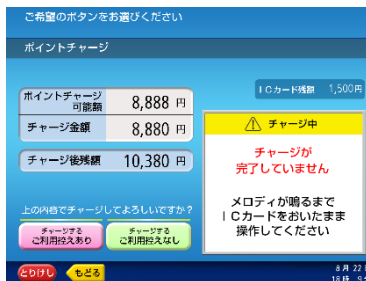 ご希望のボタンをお選びください
ポイントチャージ
ICカード残額 1,500円
ポイントチャージ
可能額 8,888 円
チャージ金額 8,880 円
チャージ後残額 10,380 円
⚠ チャージ中
チャージが
完了していません
メロディが鳴るまで
ICカードをおいたまま
操作してください
上の内容でチャージしてよろしいですか?
チャージする
ご利用控えあり
チャージする
ご利用控えなし
とりけし
もどる
8月 22
18時